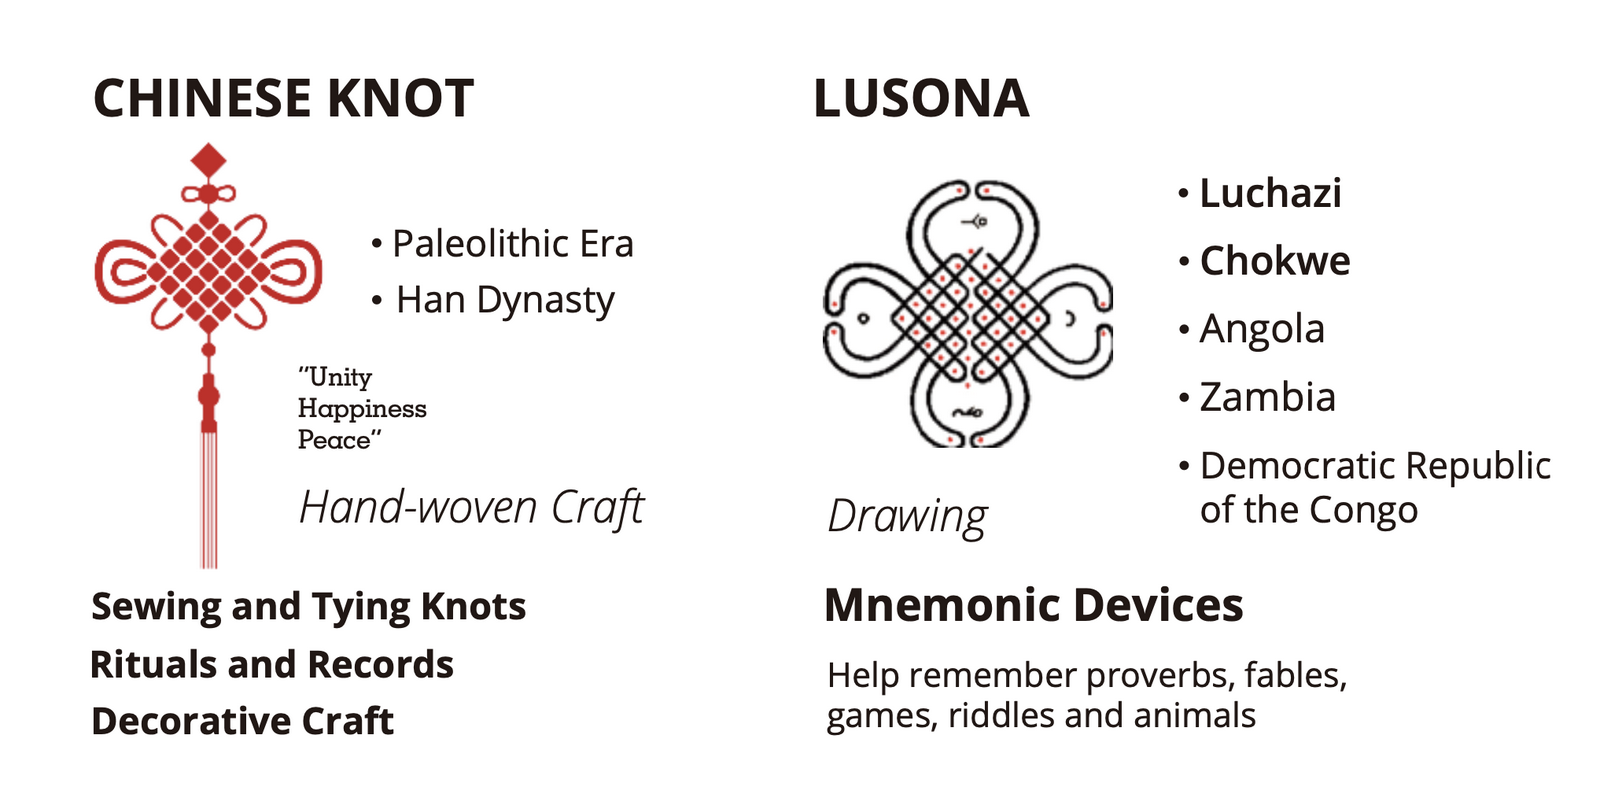 CHINESE KNOT
• Paleolithic Era
• Han Dynasty
"Unity
Happiness
Peace"
Hand-woven Craft
Sewing and Tying Knots
Rituals and Records
Decorative Craft
LUSONA
• Luchazi
• Chokwe
• Angola
• Zambia
• Democratic Republic
of the Congo
Drawing
Mnemonic Devices
Help remember proverbs, fables,
games, riddles and animals